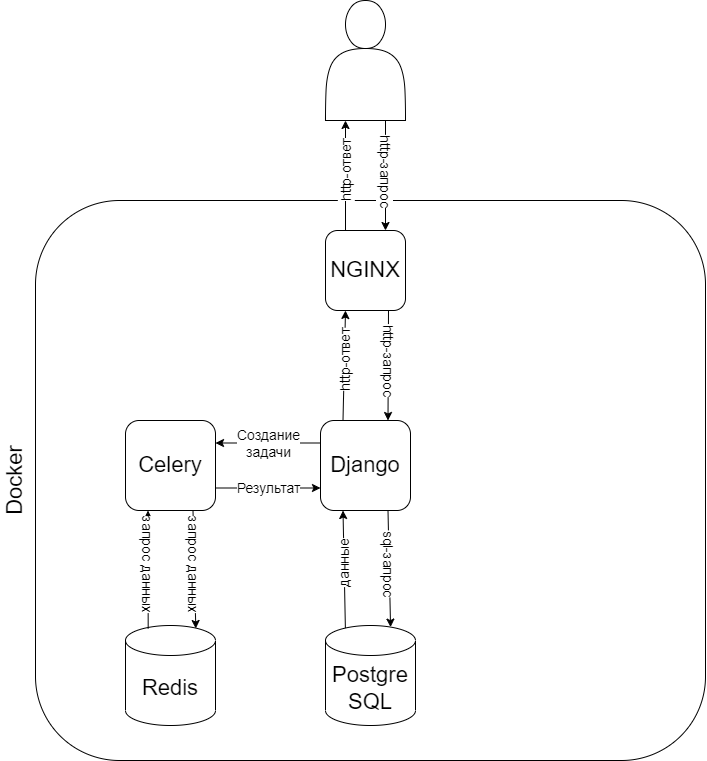 http-ответ
http-запрос
NGINX
http-ответ
http-запрос
Docker
Celery
Создание
задачи
Результат
Django
запрос данных
запрос данных
данные
sql-запрос
Redis
Postgre
SQL